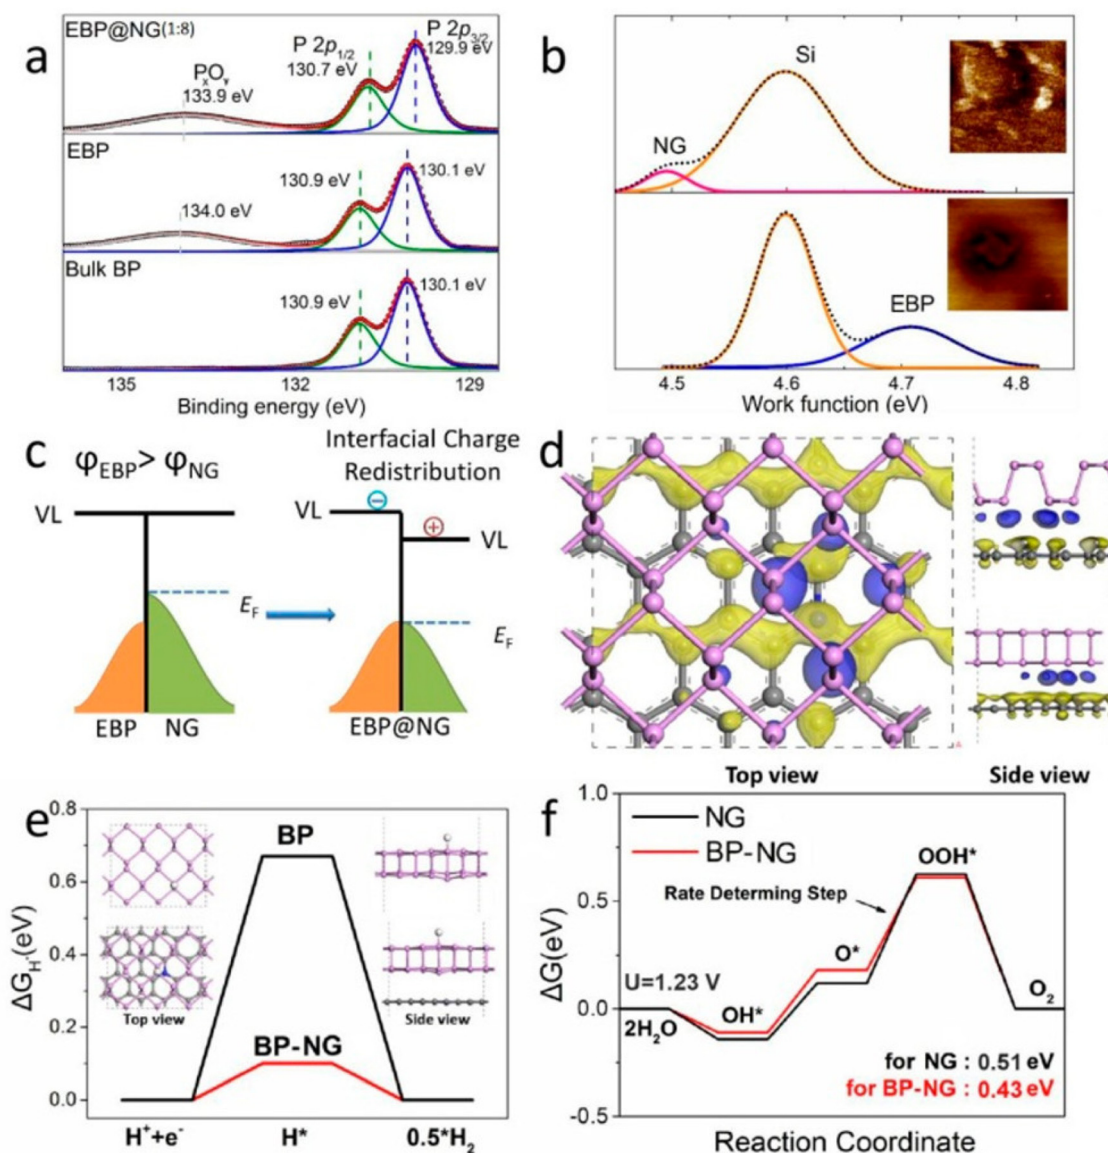 a
EBP@NG(1:8)
P 2p1/2
130.7 eV
P 2p3/2
129.9 eV
PxOy
133.9 eV
EBP
130.9 eV
130.1 eV
134.0 eV
Bulk BP
130.9 eV
130.1 eV
135
132
129
Binding energy (eV)
b
Si
NG
EBP
4.5
4.6
4.7
4.8
Work function (eV)
c
φEBP> φNG
Interfacial Charge
Redistribution
VL
VL
VL
EF
EF
EBP
NG
EBP@NG
d
Top view
Side view
e
0.8
0.6
0.4
0.2
0.0
ΔGH*(eV)
BP
BP-NG
Top view
Side view
H++e-
H*
0.5*H2
f
1.0
0.5
0.0
-0.5
ΔG(eV)
NG
BP-NG
OOH*
Rate Determing Step
O*
U=1.23 V
OH*
2H2O
O2
for NG : 0.51 eV
for BP-NG : 0.43 eV
Reaction Coordinate